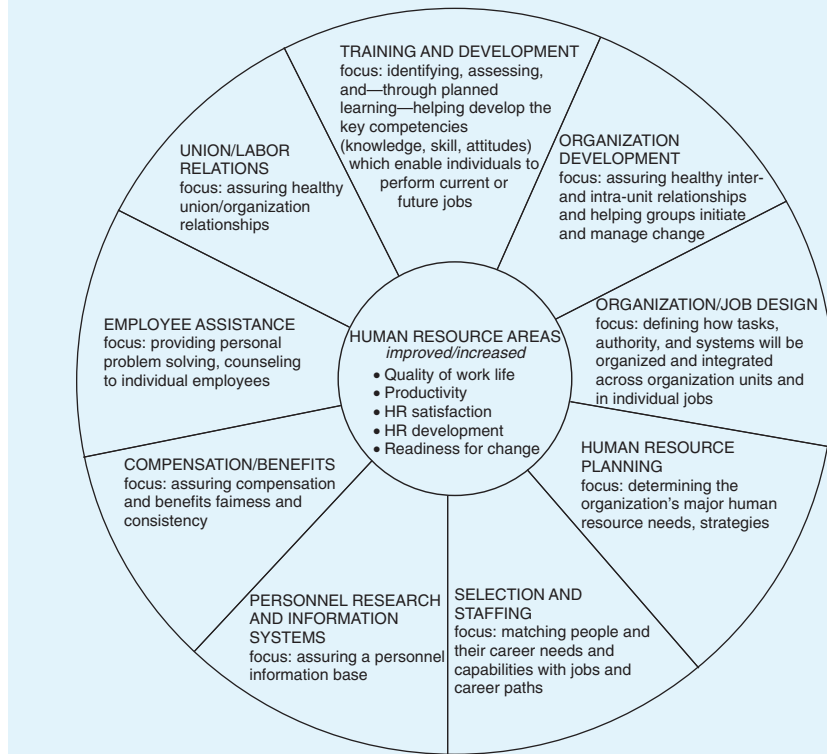 TRAINING AND DEVELOPMENT
focus: identifying, assessing,
and—through planned
learning—helping develop the
key competencies
(knowledge, skill, attitudes)
which enable individuals to
perform current or
future jobs
ORGANIZATION
DEVELOPMENT
focus: assuring healthy inter-
and intra-unit relationships
and helping groups initiate
and manage change
ORGANIZATION/JOB DESIGN
focus: defining how tasks,
authority, and systems will be
organized and integrated
across organization units and
in individual jobs
HUMAN RESOURCE
PLANNING
focus: determining the
organization's major human
resource needs, strategies
SELECTION AND
STAFFING
focus: matching people and
their career needs and
capabilities with jobs and
career paths
PERSONNEL RESEARCH
AND INFORMATION
SYSTEMS
focus: assuring a personnel
information base
COMPENSATION/BENEFITS
focus: assuring compensation
and benefits fairness and
consistency
EMPLOYEE ASSISTANCE
focus: providing personal
problem solving, counseling
to individual employees
UNION/LABOR
RELATIONS
focus: assuring healthy
union/organization
relationships
HUMAN RESOURCE AREAS
improved/increased
• Quality of work life
• Productivity
• HR satisfaction
• HR development
• Readiness for change